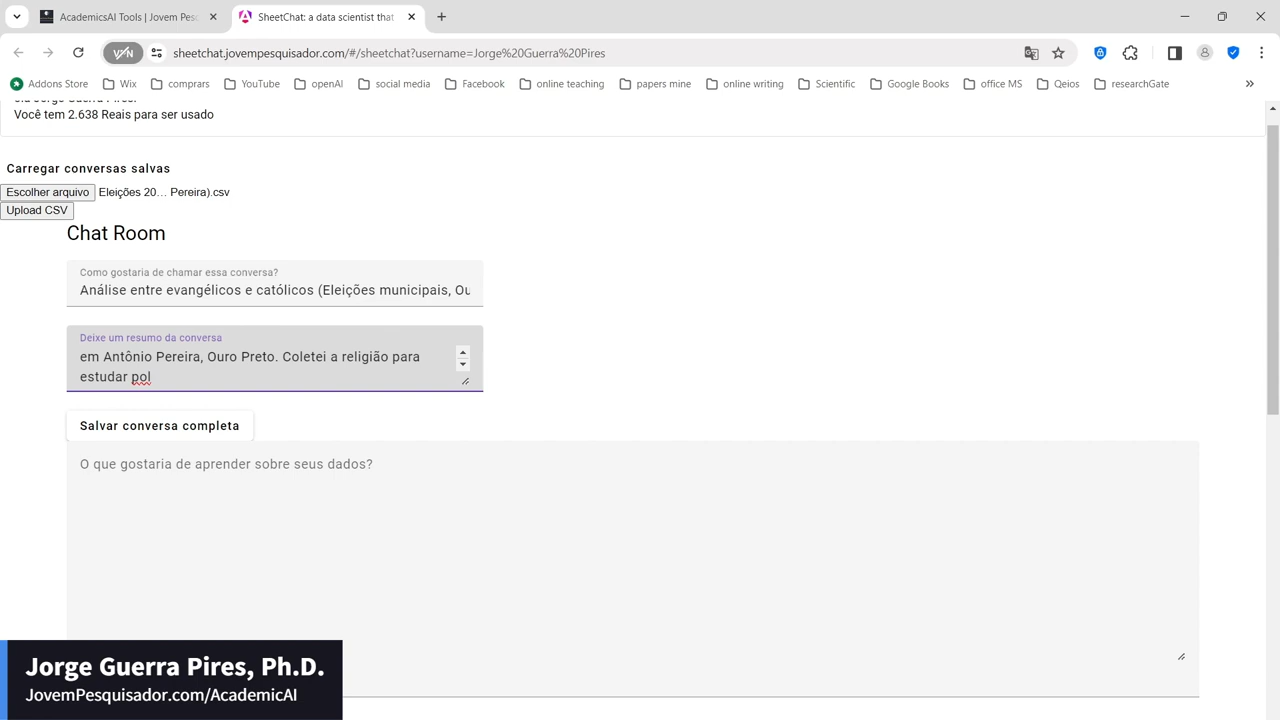 AcademicsAI Tools | Jovem Pesq
SheetChat: a data scientist that
sheetchat.jovempesquisador.com/#/sheetchat?username=Jorge%20Guerra%20Pires
Addons Store
Wix
comprars
YouTube
openAI
social media
Facebook
online teaching
papers mine
online writing
Scientific
Google Books
office MS
Qeios
researchGate
Jorge Guerra Pires!
Você tem 2.638 Reais para ser usado
Carregar conversas salvas
Escolher arquivo Eleições 20… Pereira).csv
Upload CSV
Chat Room
Como gostaria de chamar essa conversa?
Análise entre evangélicos e católicos (Eleições municipais, Ou
Deixe um resumo da conversa
em Antônio Pereira, Ouro Preto. Coletei a religião para
estudar pol
Salvar conversa completa
O que gostaria de aprender sobre seus dados?
Jorge Guerra Pires, Ph.D.
JovemPesquisador.com/AcademicAI